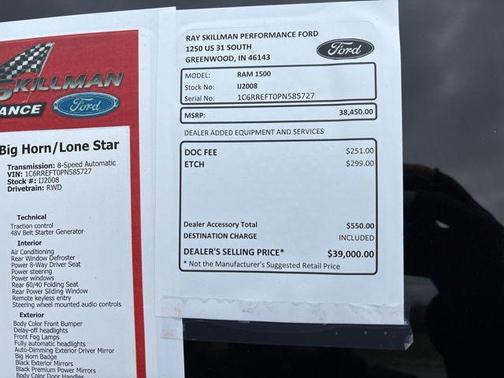 SKILLMAN
ANCE Ford
Big Horn/Lone Star
Transmission: 8-Speed Automatic
VIN: 1C6RREFT0PN585727
Stock #: IJ2008
Drivetrain: RWD
Technical
Traction control
48V Belt Starter Generator
Interior
Air Conditioning
Rear Window Defroster
Power 8-Way Driver Seat
Power steering
Power windows
Rear 60/40 Folding Seat
Rear Power Sliding Window
Remote keyless entry
Steering wheel mounted audio controls
Exterior
Body Color Front Bumper
Delay-off headlights
Front Fog Lamps
Fully automatic headlights
Auto-Dimming Exterior Driver Mirror
Big Horn Badge
Black Exterior Mirrors
Black Premium Power Mirrors
Body Color Door Handles
RAY SKILLMAN PERFORMANCE FORD
1250 US 31 SOUTH
GREENWOOD, IN 46143
Ford
MODEL: RAM 1500
Stock No: IJ2008
Serial No: 1C6RREFT0PN585727
MSRP: 38,450.00
DEALER ADDED EQUIPMENT AND SERVICES
DOC FEE $251.00
ETCH $299.00
Dealer Accessory Total $550.00
DESTINATION CHARGE INCLUDED
DEALER'S SELLING PRICE* $39,000.00
* Not the Manufacturer's Suggested Retail Price